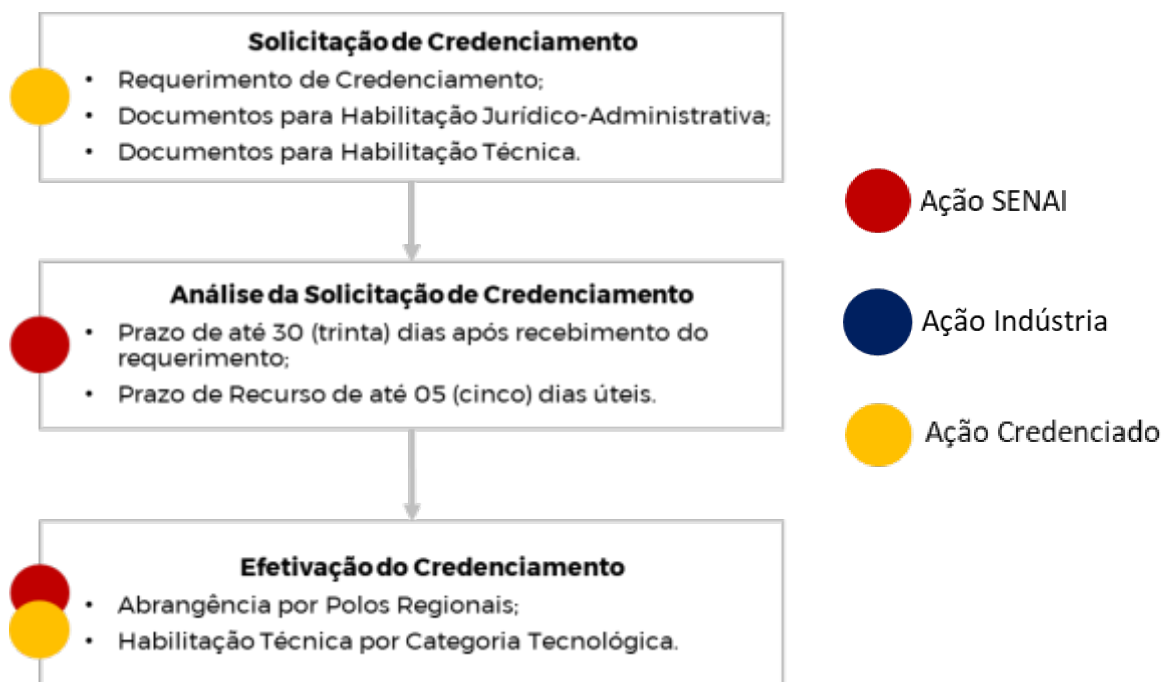 Solicitação de Credenciamento
• Requerimento de Credenciamento;
• Documentos para Habilitação Jurídico-Administrativa;
• Documentos para Habilitação Técnica.
Análise da Solicitação de Credenciamento
• Prazo de até 30 (trinta) dias após recebimento do
requerimento;
• Prazo de Recurso de até 05 (cinco) dias úteis.
Efetivação do Credenciamento
• Abrangência por Polos Regionais;
• Habilitação Técnica por Categoria Tecnológica.
Ação SENAI
Ação Indústria
Ação Credenciado